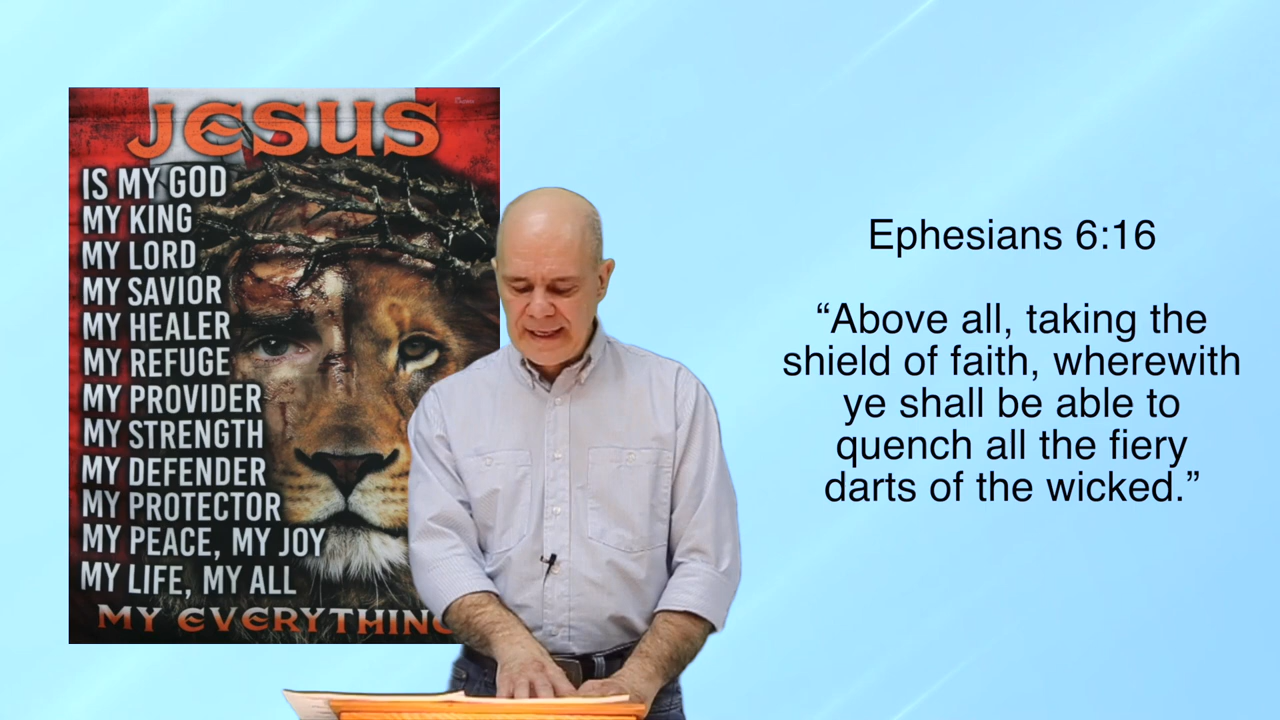 JESUS
IS MY GOD
MY KING
MY LORD
MY SAVIOR
MY HEALER
MY REFUGE
MY PROVIDER
MY STRENGTH
MY DEFENDER
MY PROTECTOR
MY PEACE, MY JOY
MY LIFE, MY ALL
MY EVERYTHING
Ephesians 6:16
“Above all, taking the
shield of faith, wherewith
ye shall be able to
quench all the fiery
darts of the wicked.”